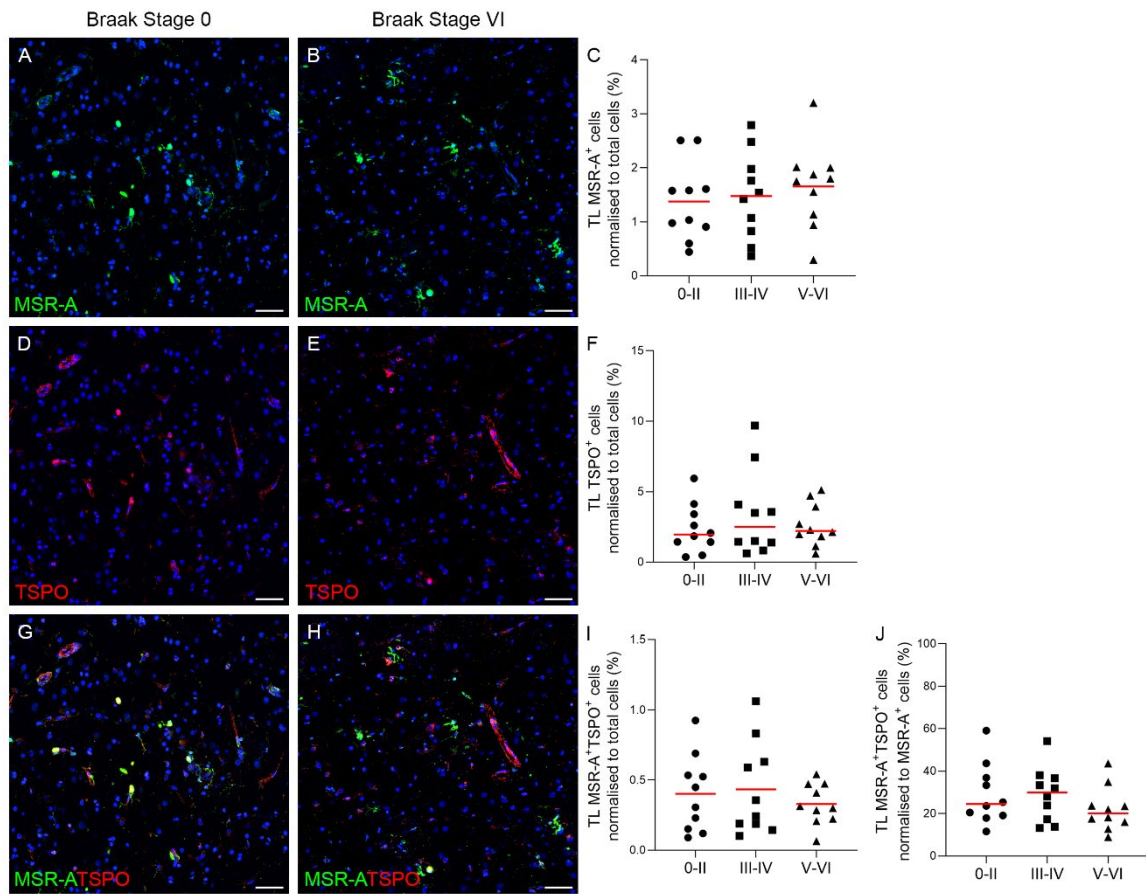 Braak Stage 0
Braak Stage VI
A
MSR-A
B
MSR-A
C
TL MSR-A⁺ cells
normalised to total cells (%)
4
3
2
1
0
0-II
III-IV
V-VI
D
TSPO
E
TSPO
F
TL TSPO⁺ cells
normalised to total cells (%)
15
10
5
0
0-II
III-IV
V-VI
G
MSR-ATSPO
H
MSR-ATSPO
I
TL MSR-A⁺TSPO⁺ cells
normalised to total cells (%)
1.5
1.0
0.5
0.0
0-II
III-IV
V-VI
J
TL MSR-A⁺TSPO⁺ cells
normalised to MSR-A⁺ cells (%)
100
80
60
40
20
0
0-II
III-IV
V-VI